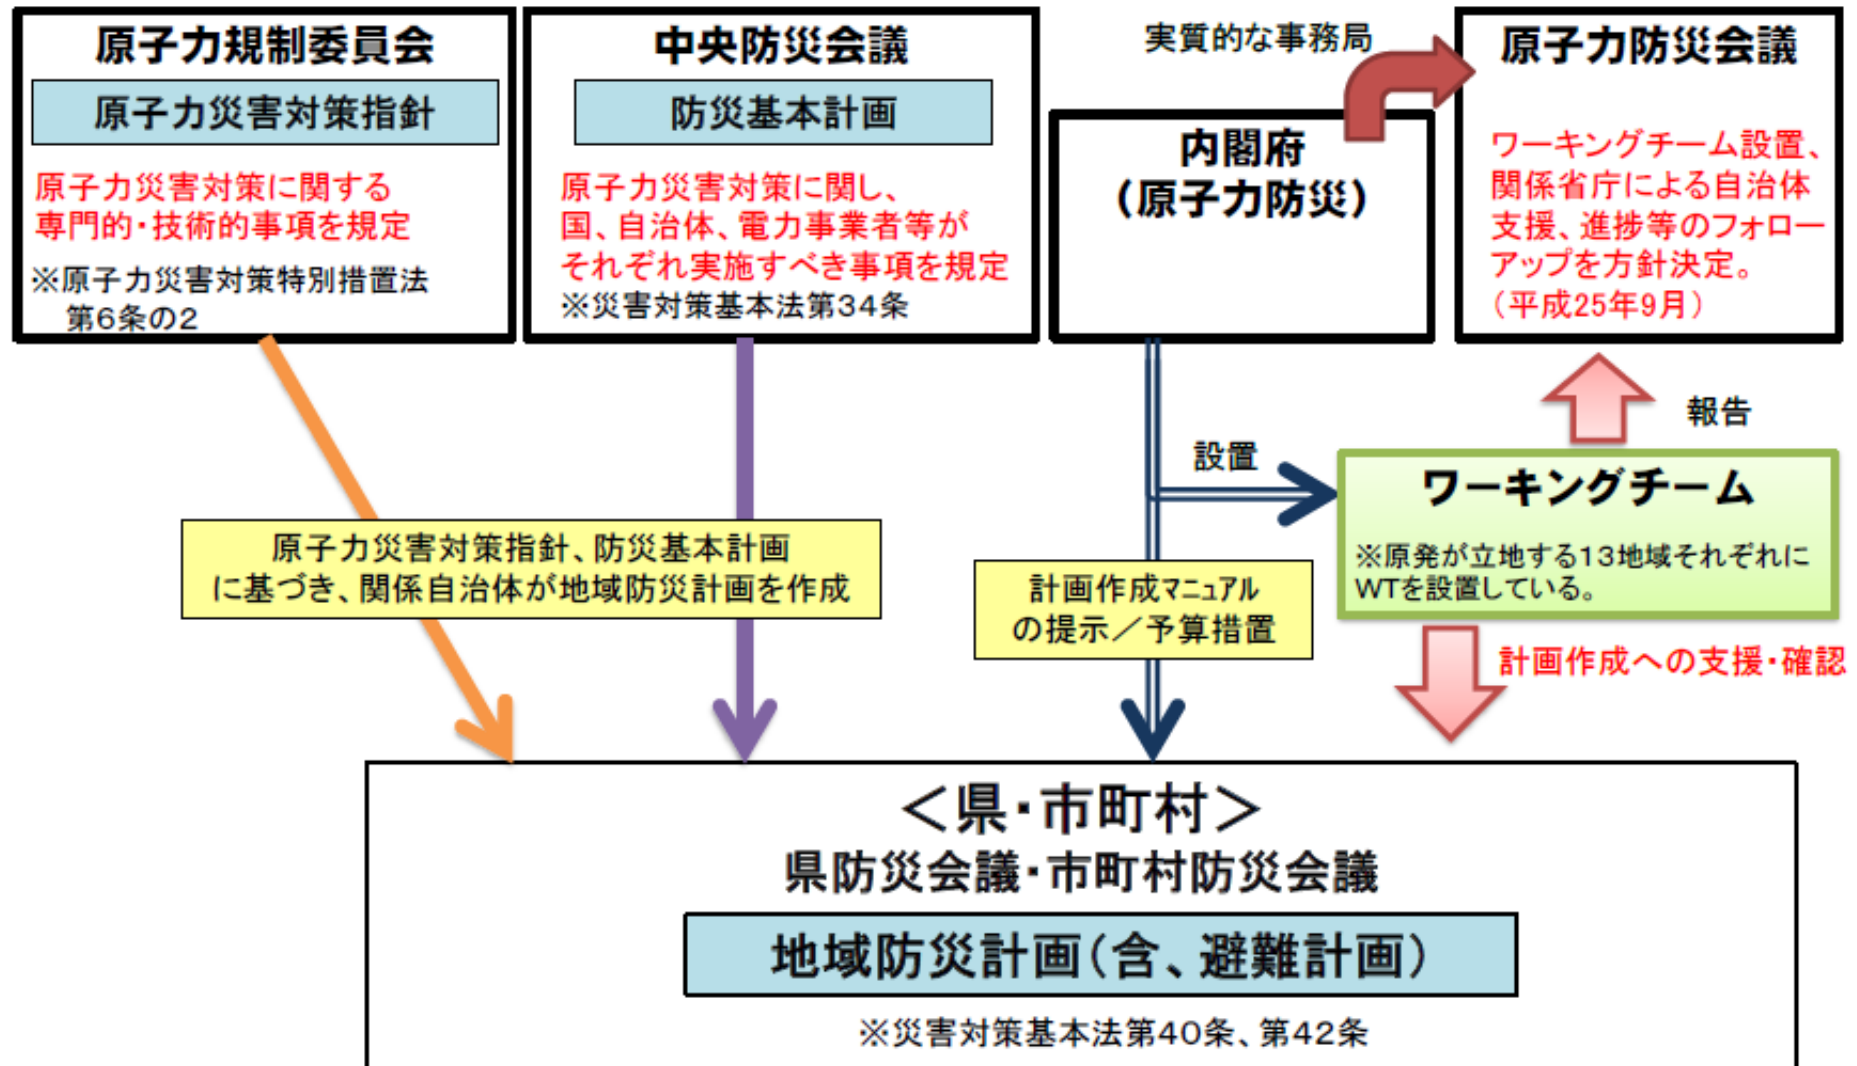 原子力規制委員会
原子力災害対策指針
原子力災害対策に関する
専門的・技術的事項を規定
※原子力災害対策特別措置法
第6条の2
中央防災会議
防災基本計画
原子力災害対策に関し、
国、自治体、電力事業者等が
それぞれ実施すべき事項を規定
※災害対策基本法第34条
実質的な事務局
内閣府
(原子力防災)
原子力防災会議
ワーキングチーム設置、
関係省庁による自治体
支援、進捗等のフォロー
アップを方針決定。
(平成25年9月)
報告
設置
ワーキングチーム
※原発が立地する13地域それぞれに
WTを設置している。
原子力災害対策指針、防災基本計画
に基づき、関係自治体が地域防災計画を作成
計画作成ﾏﾆｭｱﾙ
の提示/予算措置
計画作成への支援・確認
<県・市町村>
県防災会議・市町村防災会議
地域防災計画(含、避難計画)
※災害対策基本法第40条、第42条